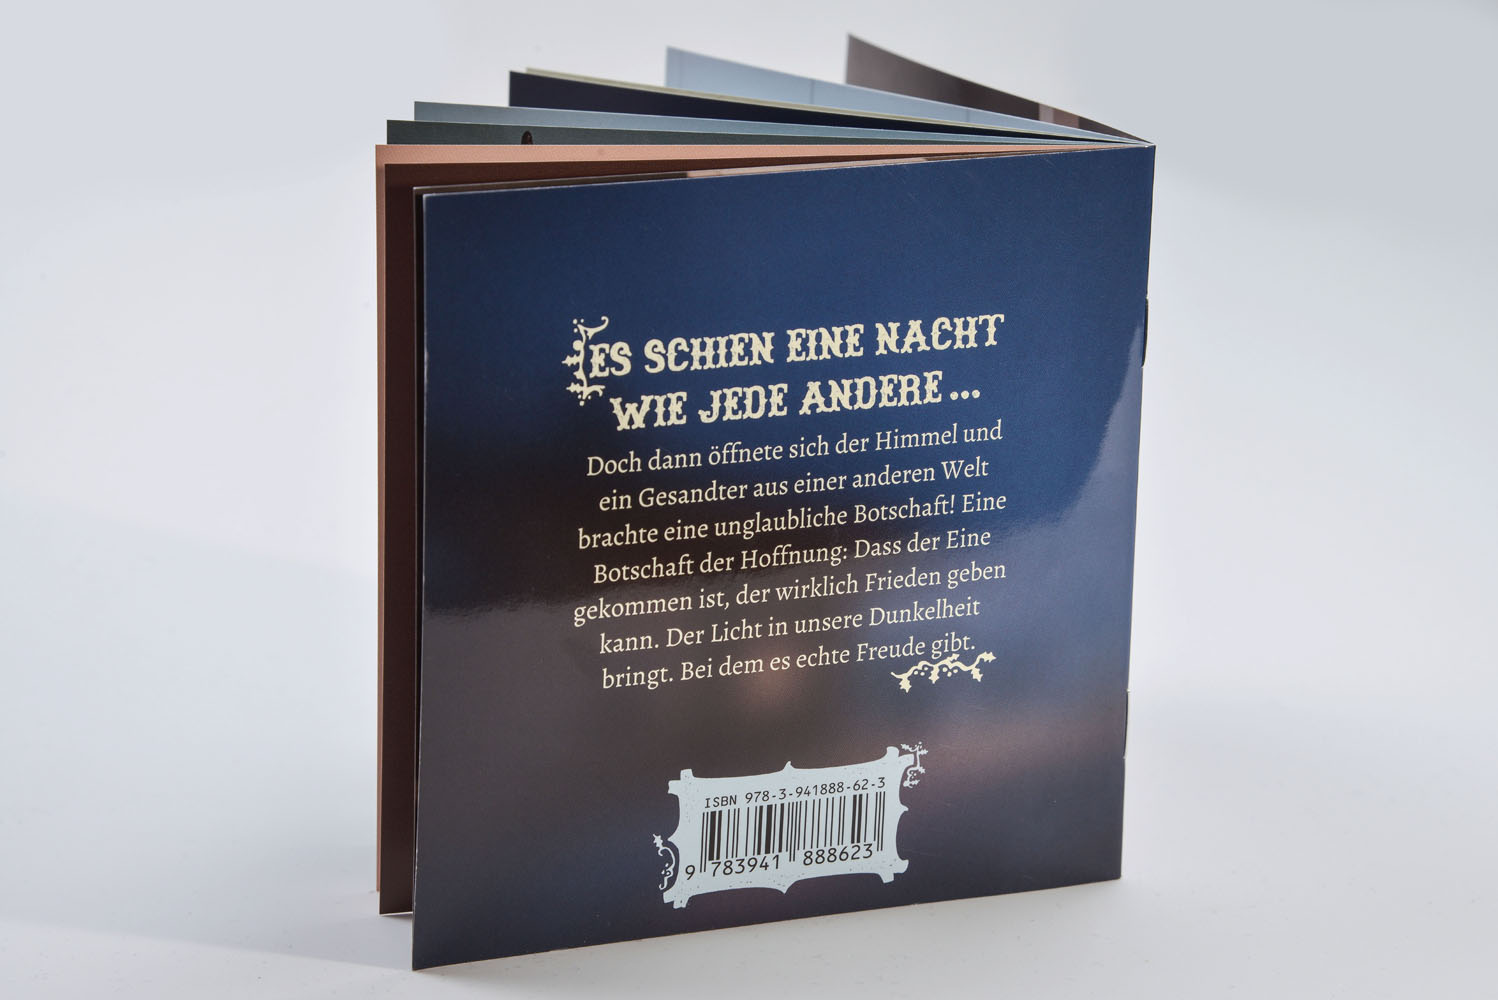 ES SCHIEN EINE NACHT
WIE JEDE ANDERE ...
Doch dann öffnete sich der Himmel und
ein Gesandter aus einer anderen Welt
brachte eine unglaubliche Botschaft! Eine
Botschaft der Hoffnung: Dass der Eine
gekommen ist, der wirklich Frieden geben
kann. Der Licht in unsere Dunkelheit
bringt. Bei dem es echte Freude gibt.
ISBN 978-3-941888-62-3
9 783941 888623